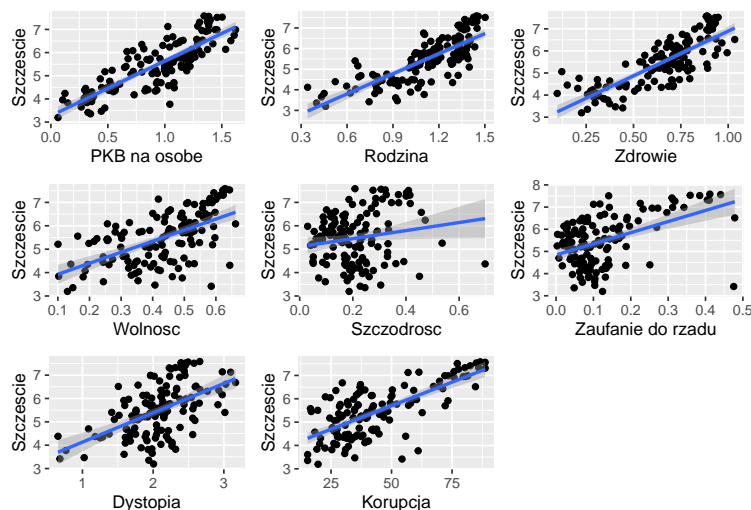 Szczescie
7
6
5
4
3
0.0 0.5 1.0 1.5
PKB na osobe
Szczescie
7
6
5
4
3
0.3 0.6 0.9 1.2 1.5
Rodzina
Szczescie
7
6
5
4
3
0.25 0.50 0.75 1.00
Zdrowie
Szczescie
7
6
5
4
3
0.1 0.2 0.3 0.4 0.5 0.6
Wolnosc
Szczescie
7
6
5
4
3
0.0 0.2 0.4 0.6
Szczodrosc
Szczescie
8
7
6
5
4
3
0.0 0.1 0.2 0.3 0.4 0.5
Zaufanie do rzadu
Szczescie
7
6
5
4
3
1 2 3
Dystopia
Szczescie
7
6
5
4
3
25 50 75
Korupcja